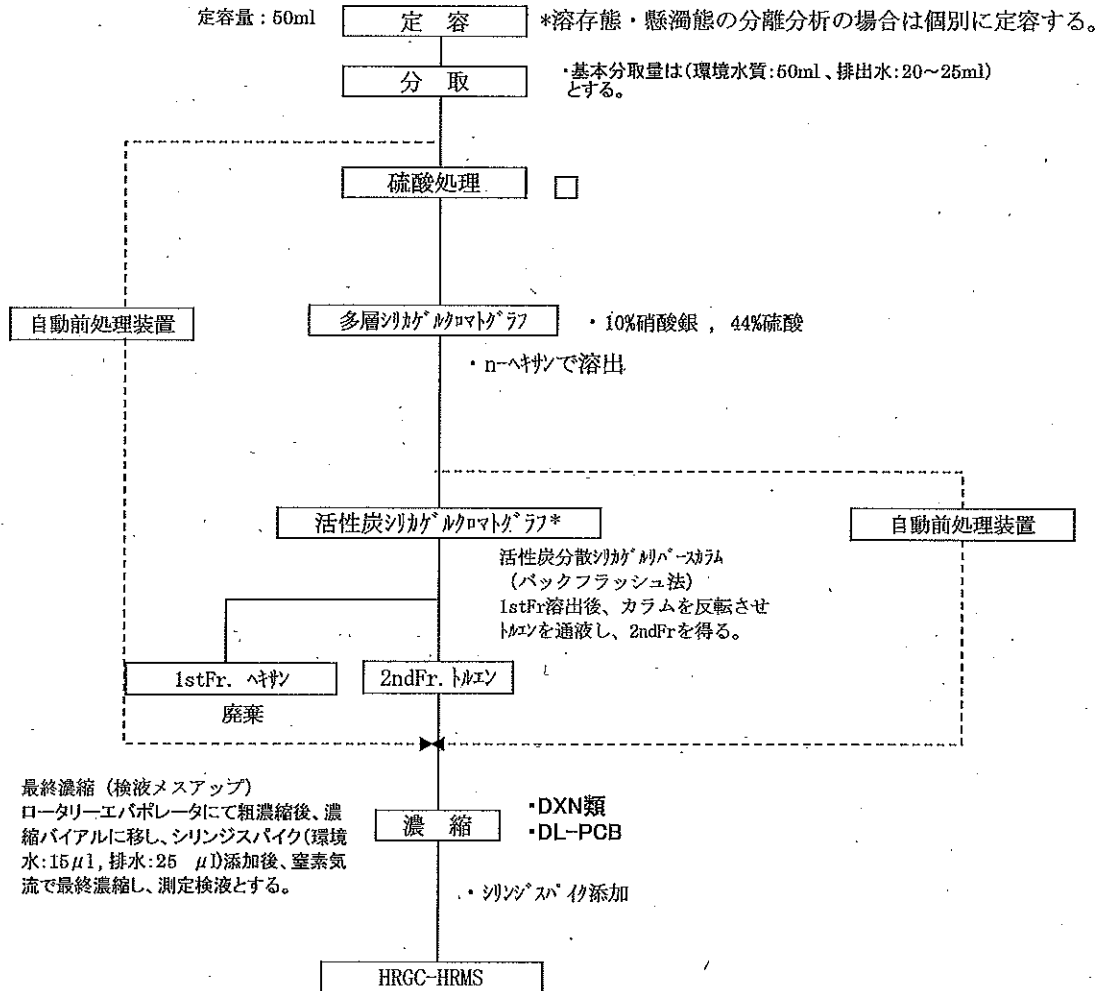 定容量：50ml
定 容
*溶存態・懸濁態の分離分析の場合は個別に定容する。
分 取
・基本分取量は(環境水質:50ml、排出水:20～25ml)
とする。
硫酸処理
自動前処理装置
多層ｼﾘｶｹﾞﾙｸﾛﾏﾄｸﾞﾗﾌ
・10%硝酸銀 , 44%硫酸
・n-ﾍｷｻﾝで溶出
活性炭ｼﾘｶｹﾞﾙｸﾛﾏﾄｸﾞﾗﾌ*
自動前処理装置
活性炭分散ｼﾘｶｹﾞﾙﾘﾊﾞｰｽｶﾗﾑ
(バックフラッシュ法)
1stFr溶出後、カラムを反転させ
ﾄﾙｴﾝを通液し、2ndFrを得る。
1stFr. ﾍｷｻﾝ
2ndFr.ﾄﾙｴﾝ
廃棄
最終濃縮（検液メスアップ）
ロータリーエバポレータにて粗濃縮後、濃
縮バイアルに移し、シリンジスパイク(環境
水:15μl,排水:25 μl)添加後、窒素気
流で最終濃縮し、測定検液とする。
濃 縮
・DXN類
・DL-PCB
・ｼﾘﾝｼﾞｽﾊﾟｲｸ添加
HRGC-HRMS